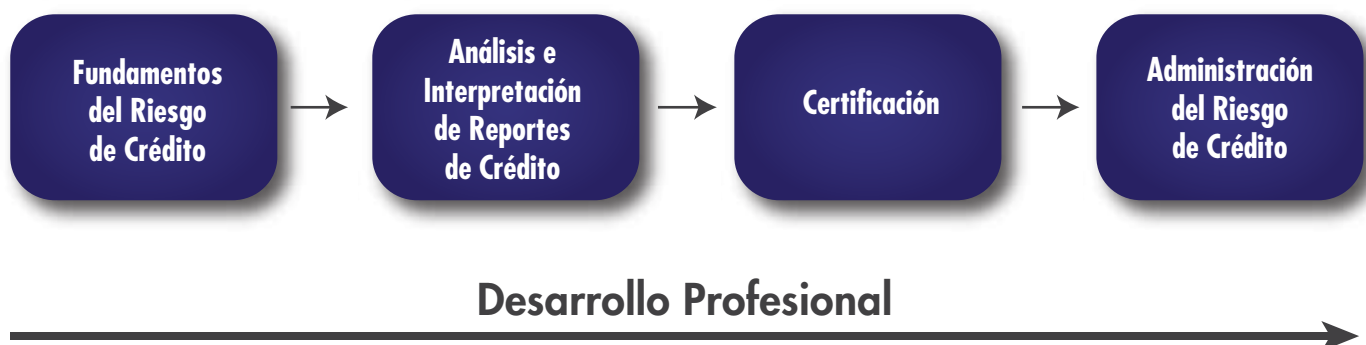 Fundamentos
del Riesgo
de Crédito
Análisis e
Interpretación
de Reportes
de Crédito
Certificación
Administración
del Riesgo
de Crédito
Desarrollo Profesional